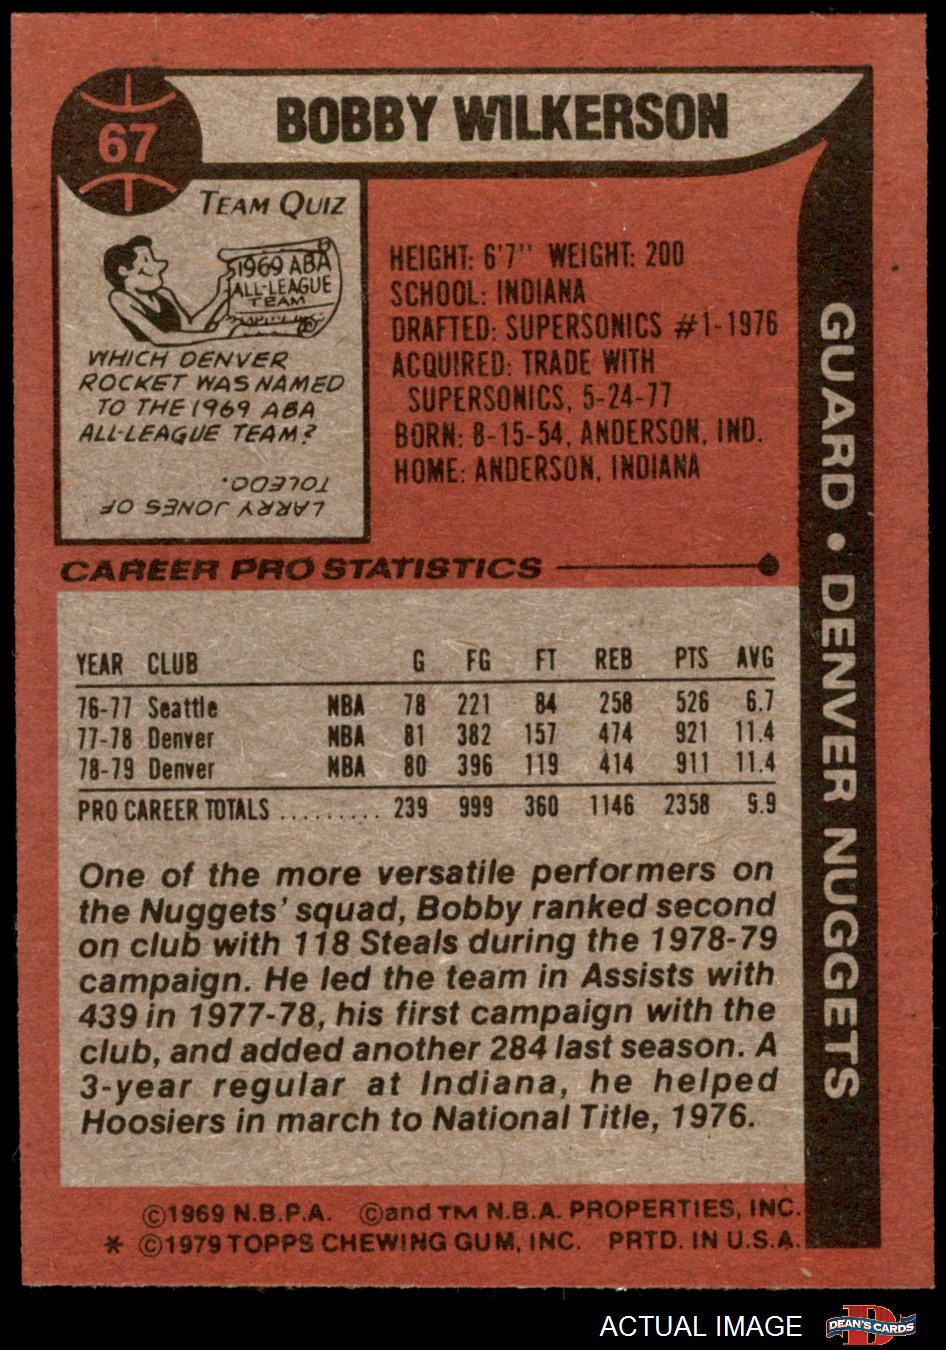 67
BOBBY WILKERSON
TEAM QUIZ
1969 ABA
ALL-LEAGUE
TEAM
WHICH DENVER
ROCKET WAS NAMED
TO THE 1969 ABA
ALL-LEAGUE TEAM?
LARRY JONES OF
TOLEDO.
HEIGHT: 6'7" WEIGHT: 200
SCHOOL: INDIANA
DRAFTED: SUPERSONICS #1-1976
ACQUIRED: TRADE WITH
SUPERSONICS, 5-24-77
BORN: 8-15-54, ANDERSON, IND.
HOME: ANDERSON, INDIANA
GUARD • DENVER NUGGETS
CAREER PRO STATISTICS
YEAR CLUB G FG FT REB PTS AVG
76-77 Seattle NBA 78 221 84 258 526 6.7
77-78 Denver NBA 81 382 157 474 921 11.4
78-79 Denver NBA 80 396 119 414 911 11.4
PRO CAREER TOTALS .......... 239 999 360 1146 2358 9.9
One of the more versatile performers on
the Nuggets' squad, Bobby ranked second
on club with 118 Steals during the 1978-79
campaign. He led the team in Assists with
439 in 1977-78, his first campaign with the
club, and added another 284 last season. A
3-year regular at Indiana, he helped
Hoosiers in march to National Title, 1976.
©1969 N.B.P.A. ©and TM N.B.A. PROPERTIES, INC.
* ©1979 TOPPS CHEWING GUM, INC. PRTD. IN U.S.A.
ACTUAL IMAGE
DEAN'S CARDS